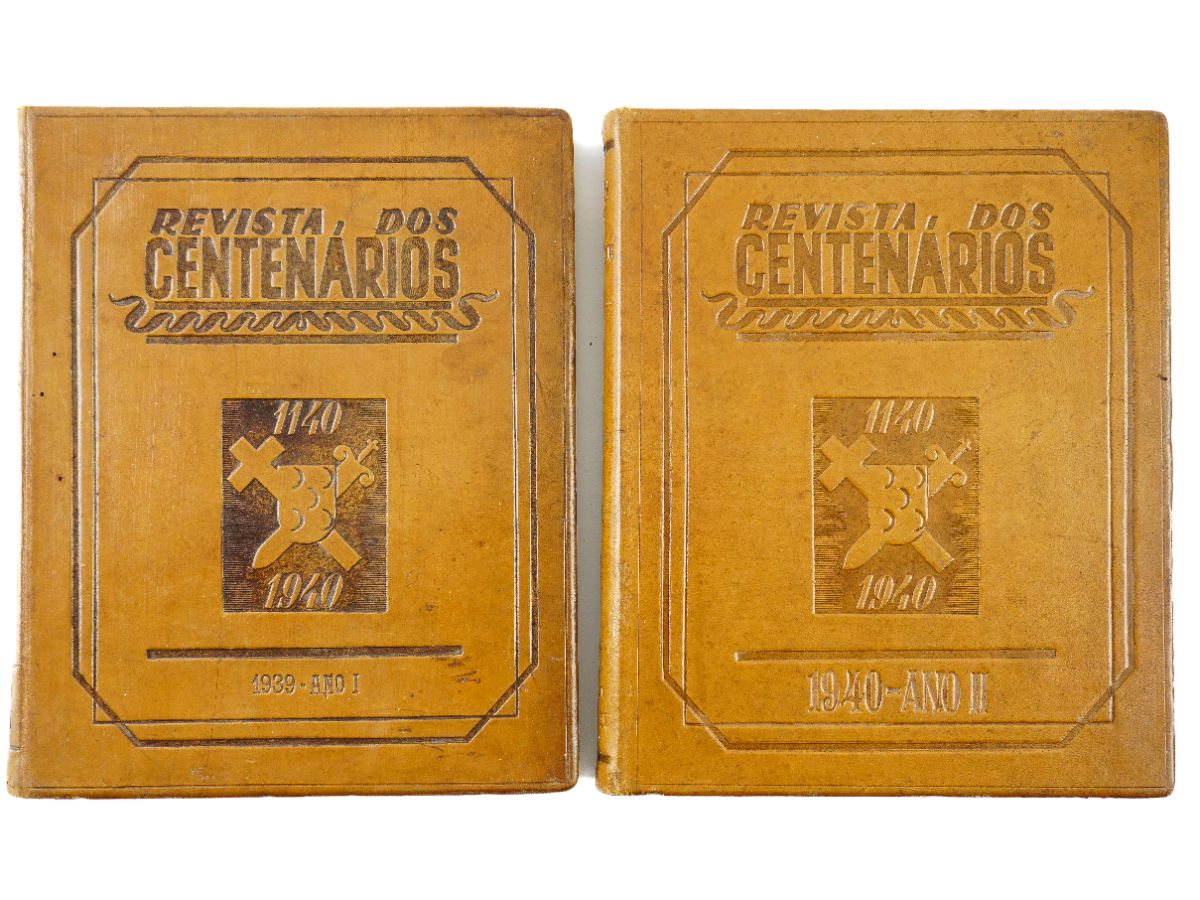 REVISTA DOS
CENTENÁRIOS
1140
1940
1939 - ANO I
REVISTA DOS
CENTENÁRIOS
1140
1940
1940 - ANO II